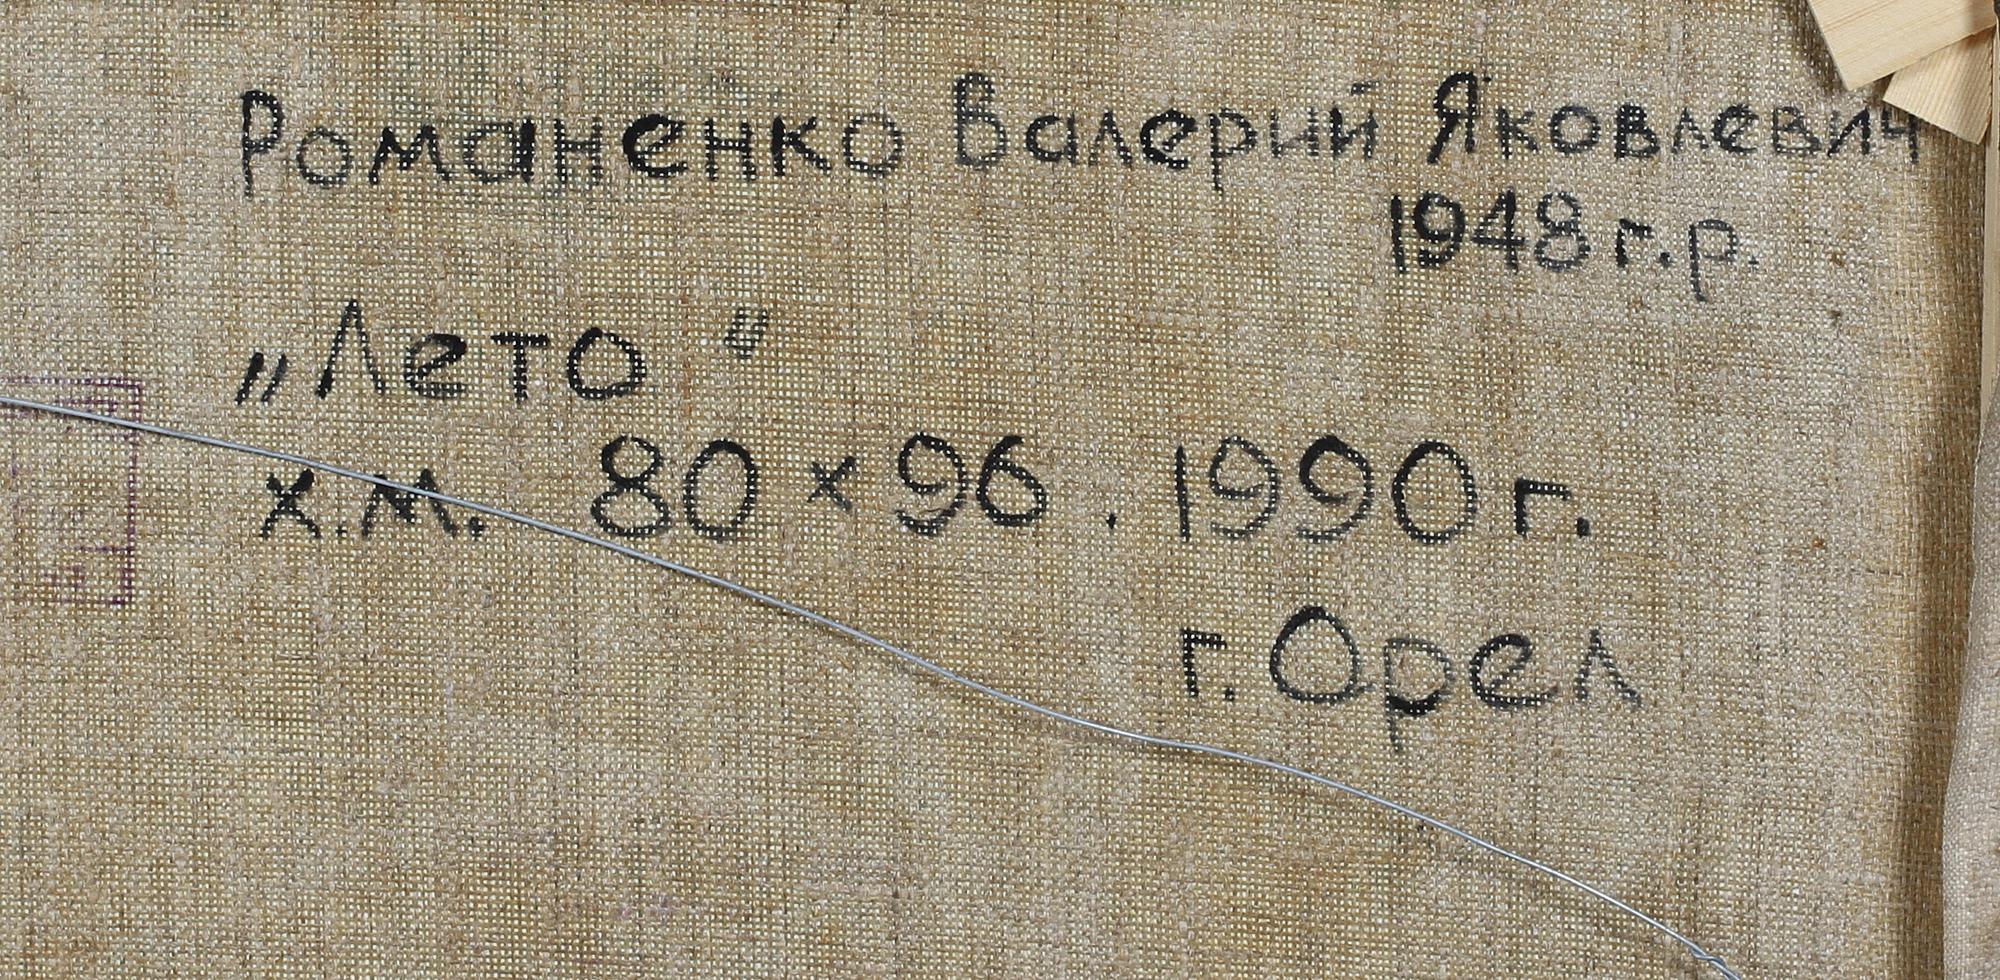 Романенко Валерий Яковлевич
1948 г.р.
„Лето"
х.м. 80 × 96. 1990 г.
г. Орел